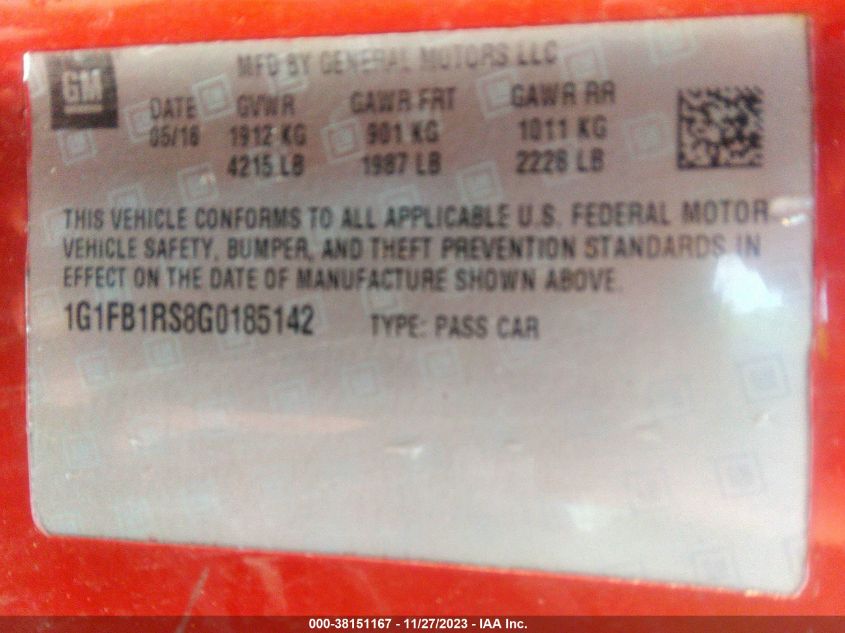 GM
MFD BY GENERAL MOTORS LLC
DATE GVWR GAWR FRT GAWR RR
05/16 1912 KG 901 KG 1011 KG
4215 LB 1987 LB 2228 LB
THIS VEHICLE CONFORMS TO ALL APPLICABLE U.S. FEDERAL MOTOR
VEHICLE SAFETY, BUMPER, AND THEFT PREVENTION STANDARDS IN
EFFECT ON THE DATE OF MANUFACTURE SHOWN ABOVE.
1G1FB1RS8G0185142 TYPE: PASS CAR
000-38151167 - 11/27/2023 - IAA Inc.